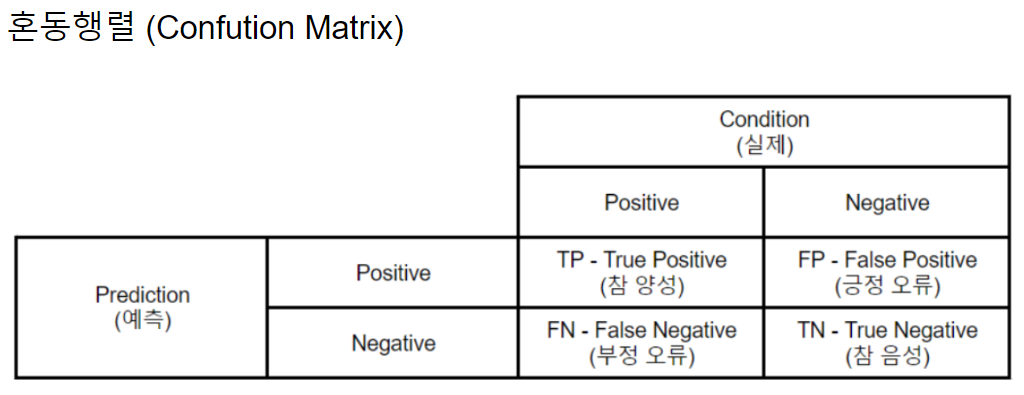 혼동행렬 (Confution Matrix)
Condition
(실제)
Positive
Negative
Prediction
(예측)
Positive
TP - True Positive
(참 양성)
FP - False Positive
(긍정 오류)
Negative
FN - False Negative
(부정 오류)
TN - True Negative
(참 음성)